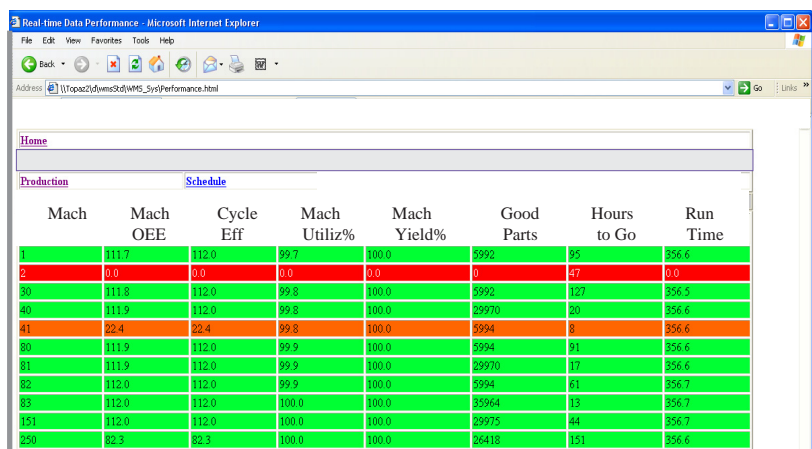 Real-time Data Performance - Microsoft Internet Explorer
File Edit View Favorites Tools Help
Back
Address \\Topaz2\d\wmsStd\WMS_Sys\Performance.html Go Links »
Home
Production Schedule
Mach Mach Cycle Mach Mach Good Hours Run
OEE Eff Utiliz% Yield% Parts to Go Time
1 111.7 112.0 99.7 100.0 5992 95 356.6
2 0.0 0.0 0.0 0.0 0 47 0.0
30 111.8 112.0 99.8 100.0 5992 127 356.5
40 111.9 112.0 99.8 100.0 29970 20 356.6
41 22.4 22.4 99.8 100.0 5994 8 356.6
80 111.9 112.0 99.9 100.0 5994 91 356.6
81 111.9 112.0 99.9 100.0 29970 17 356.6
82 112.0 112.0 99.9 100.0 5994 61 356.7
83 112.0 112.0 100.0 100.0 35964 13 356.7
151 112.0 112.0 100.0 100.0 29975 44 356.7
250 82.3 82.3 100.0 100.0 26418 151 356.6